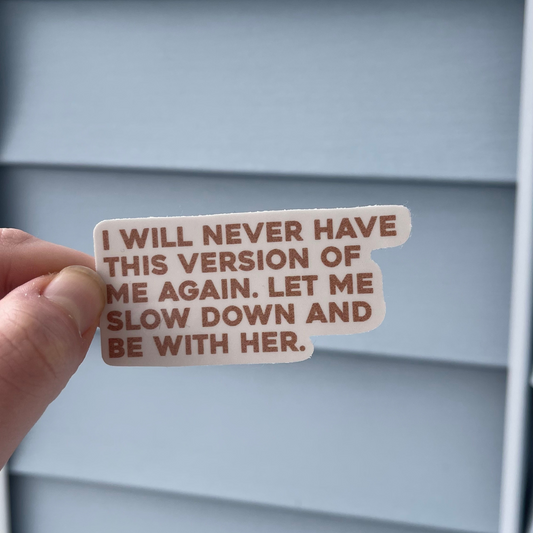 I WILL NEVER HAVE
THIS VERSION OF
ME AGAIN. LET ME
SLOW DOWN AND
BE WITH HER.